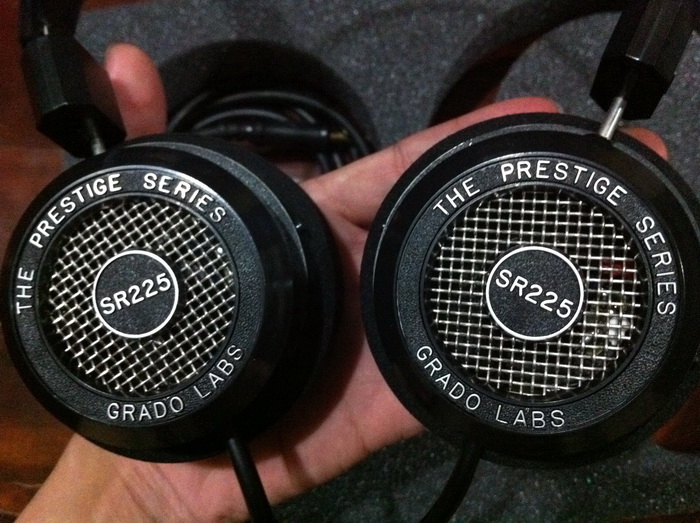 THE PRESTIGE SERIES
SR225
GRADO LABS
THE PRESTIGE SERIES
SR225
GRADO LABS